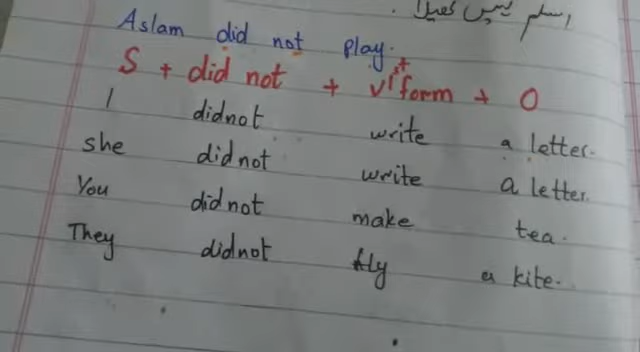 اسلم نہیں کھیلا۔
Aslam did not play.
S + did not + V1st form + O
I didnot write a letter.
she didnot write a letter.
You didnot make tea.
They didnot fly a kite.